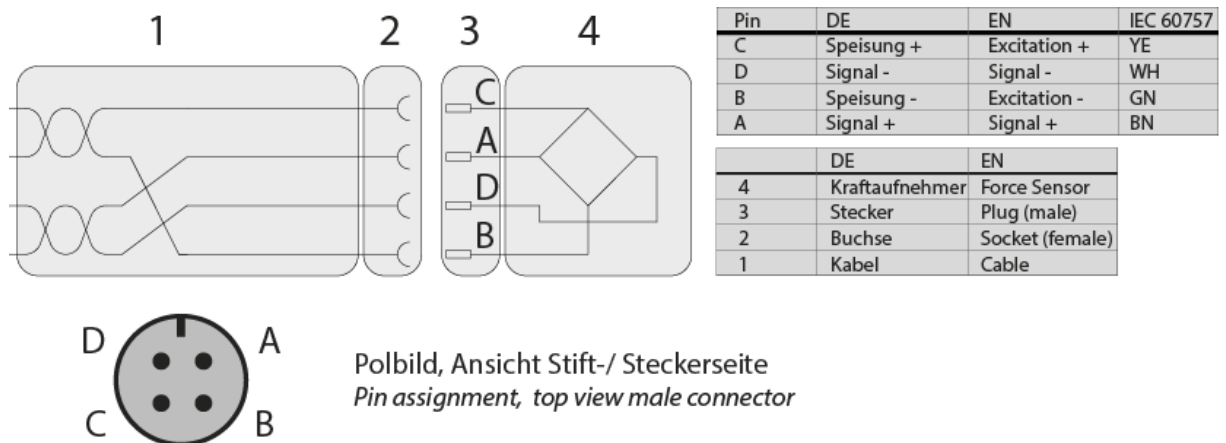 1 2 3 4
C
A
D
B
Pin DE EN IEC 60757
C Speisung + Excitation + YE
D Signal - Signal - WH
B Speisung - Excitation - GN
A Signal + Signal + BN
DE EN
4 Kraftaufnehmer Force Sensor
3 Stecker Plug (male)
2 Buchse Socket (female)
1 Kabel Cable
D A
C B
Polbild, Ansicht Stift-/ Steckerseite
Pin assignment, top view male connector